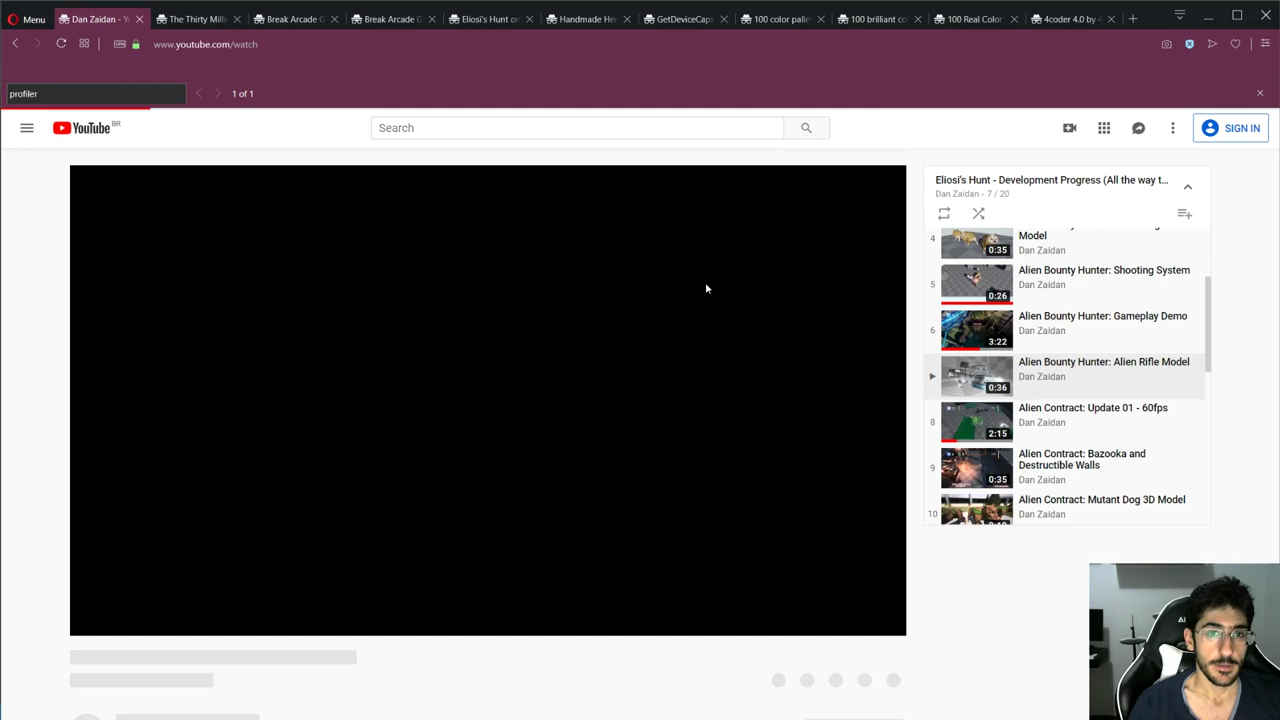 Menu
Dan Zaidan - Y
The Thirty Milli
Break Arcade G
Break Arcade G
Eliosi's Hunt on
Handmade He
GetDeviceCaps
100 color pallet
100 brilliant co
100 Real Color
4coder 4.0 by 4
VPN
www.youtube.com/watch
profiler
1 of 1
YouTube BR
Search
SIGN IN
Eliosi's Hunt - Development Progress (All the way t...
Dan Zaidan - 7 / 20
4
Model
Dan Zaidan
0:35
5
Alien Bounty Hunter: Shooting System
Dan Zaidan
0:26
6
Alien Bounty Hunter: Gameplay Demo
Dan Zaidan
3:22
Alien Bounty Hunter: Alien Rifle Model
Dan Zaidan
0:36
8
Alien Contract: Update 01 - 60fps
Dan Zaidan
2:15
9
Alien Contract: Bazooka and
Destructible Walls
Dan Zaidan
0:35
10
Alien Contract: Mutant Dog 3D Model
Dan Zaidan